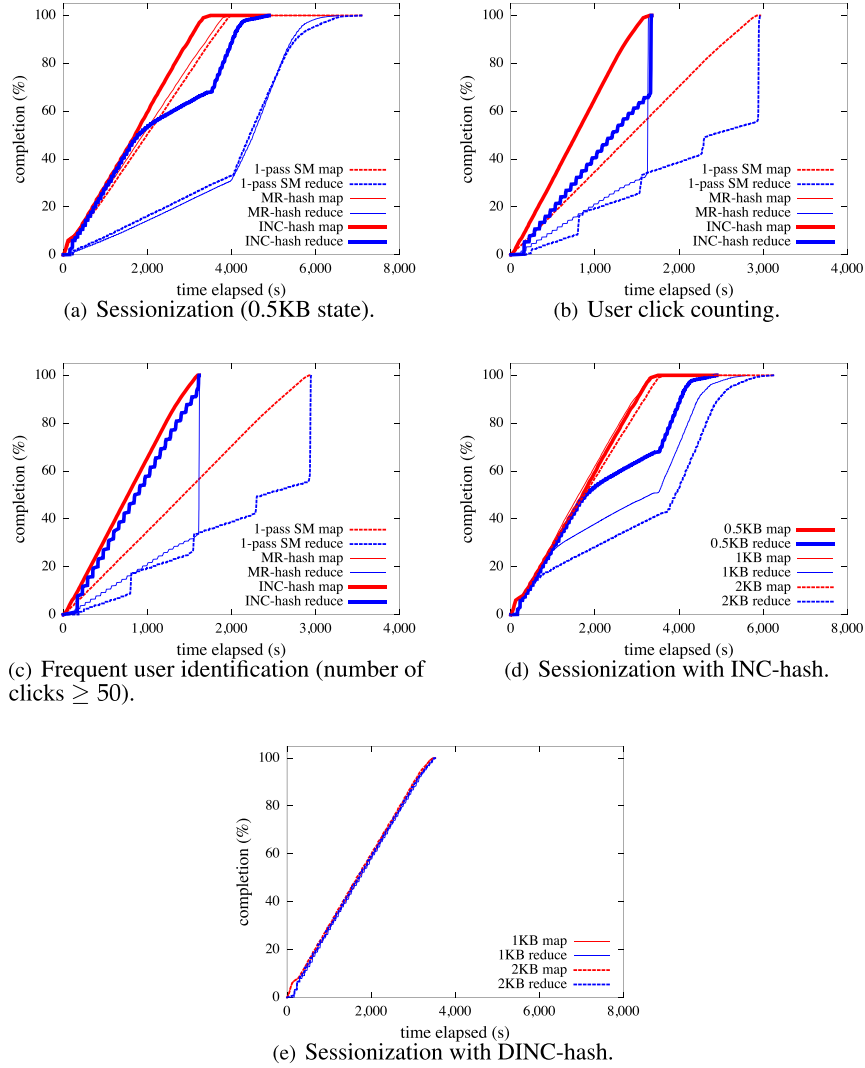 100
80
60
40
20
0
completion (%)
1-pass SM map
1-pass SM reduce
MR-hash map
MR-hash reduce
INC-hash map
INC-hash reduce
0 2,000 4,000 6,000 8,000
time elapsed (s)
(a) Sessionization (0.5KB state).
100
80
60
40
20
0
completion (%)
1-pass SM map
1-pass SM reduce
MR-hash map
MR-hash reduce
INC-hash map
INC-hash reduce
0 1,000 2,000 3,000 4,000
time elapsed (s)
(b) User click counting.
100
80
60
40
20
0
completion (%)
1-pass SM map
1-pass SM reduce
MR-hash map
MR-hash reduce
INC-hash map
INC-hash reduce
0 1,000 2,000 3,000 4,000
time elapsed (s)
(c) Frequent user identification (number of
clicks ≥ 50).
100
80
60
40
20
0
completion (%)
0.5KB map
0.5KB reduce
1KB map
1KB reduce
2KB map
2KB reduce
0 2,000 4,000 6,000 8,000
time elapsed (s)
(d) Sessionization with INC-hash.
100
80
60
40
20
0
completion (%)
1KB map
1KB reduce
2KB map
2KB reduce
0 2,000 4,000 6,000 8,000
time elapsed (s)
(e) Sessionization with DINC-hash.